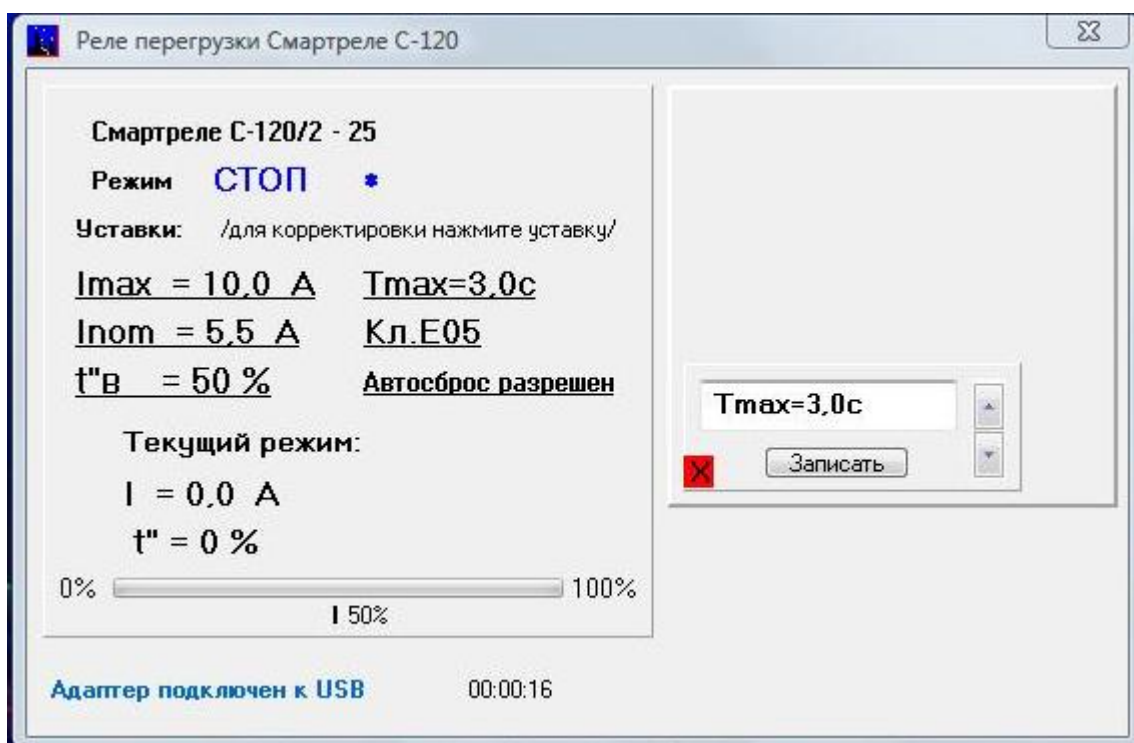 Реле перегрузки Смартреле С-120
Смартреле С-120/2 - 25
Режим СТОП *
Уставки: /для корректировки нажмите уставку/
Imax = 10,0 А Tmax=3,0с
Inom = 5,5 А Кл.E05
t"в = 50 % Автосброс разрешен
Текущий режим:
I = 0,0 А
t" = 0 %
0% 100%
I 50%
Tmax=3,0с
X Записать
Адаптер подключен к USB 00:00:16